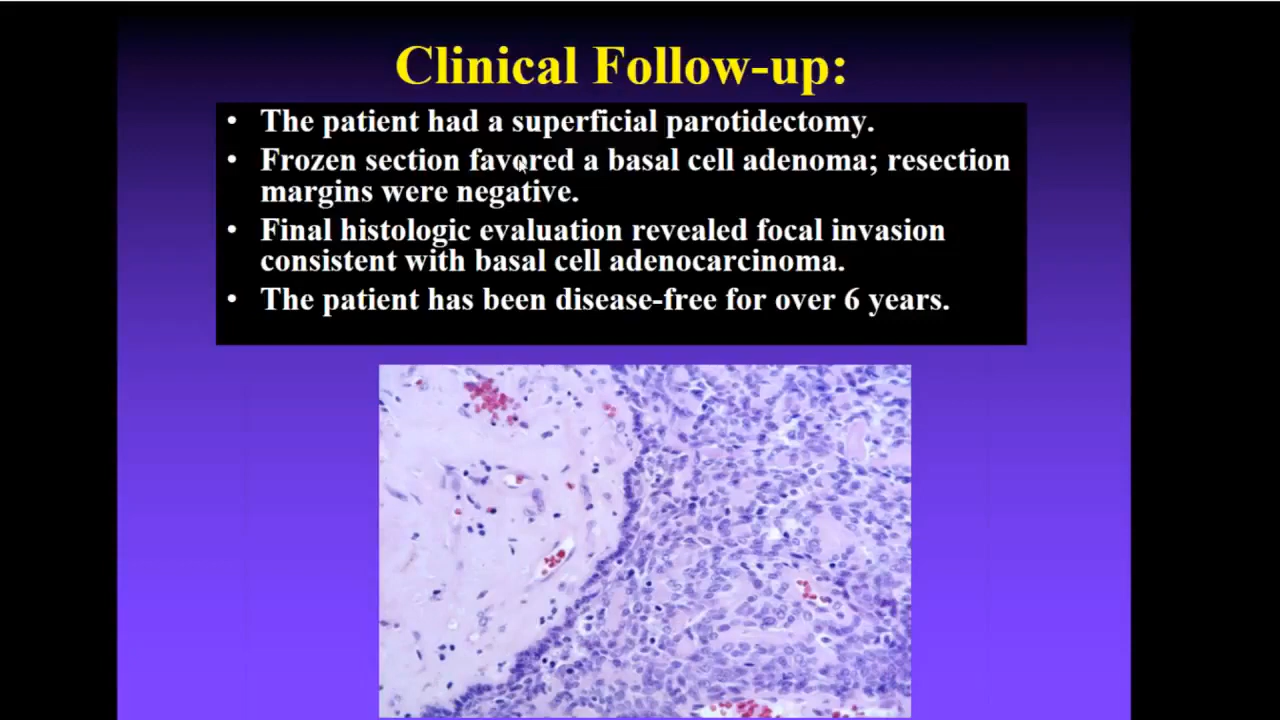 Clinical Follow-up:
• The patient had a superficial parotidectomy.
• Frozen section favored a basal cell adenoma; resection
margins were negative.
• Final histologic evaluation revealed focal invasion
consistent with basal cell adenocarcinoma.
• The patient has been disease-free for over 6 years.